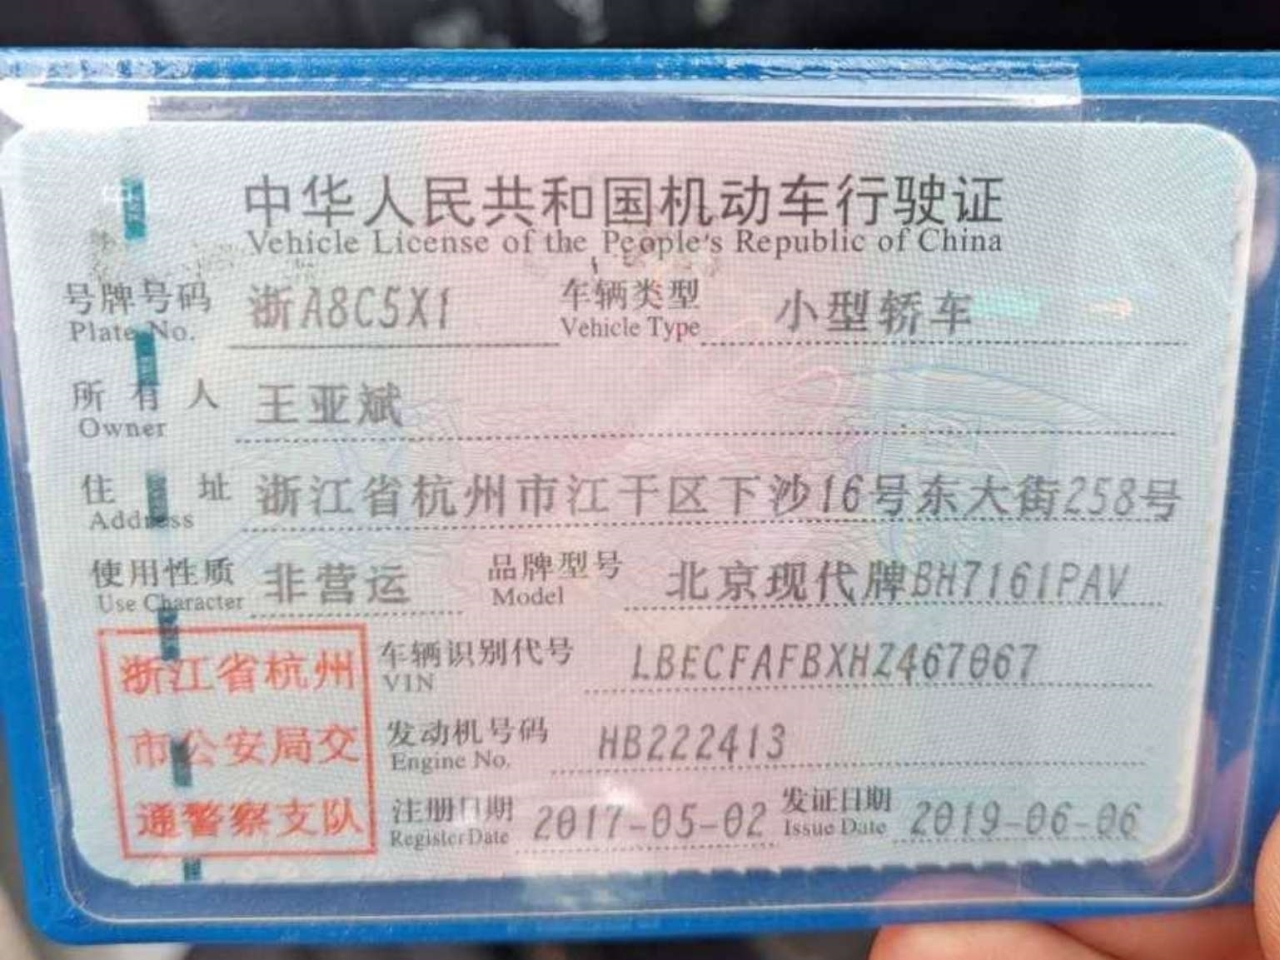 中华人民共和国机动车行驶证
Vehicle License of the People's Republic of China
号牌号码 浙A8C5X1 车辆类型 小型轿车
Plate No. Vehicle Type
所有人 王亚斌
Owner
住址 浙江省杭州市江干区下沙16号东大街258号
Address
使用性质 非营运 品牌型号 北京现代牌BH7161PAV
Use Character Model
浙江省杭州
市公安局交
通警察支队
车辆识别代号 LBECFAFBXHZ467067
VIN
发动机号码 HB222413
Engine No.
注册日期 2017-05-02 发证日期 2019-06-06
Register Date Issue Date